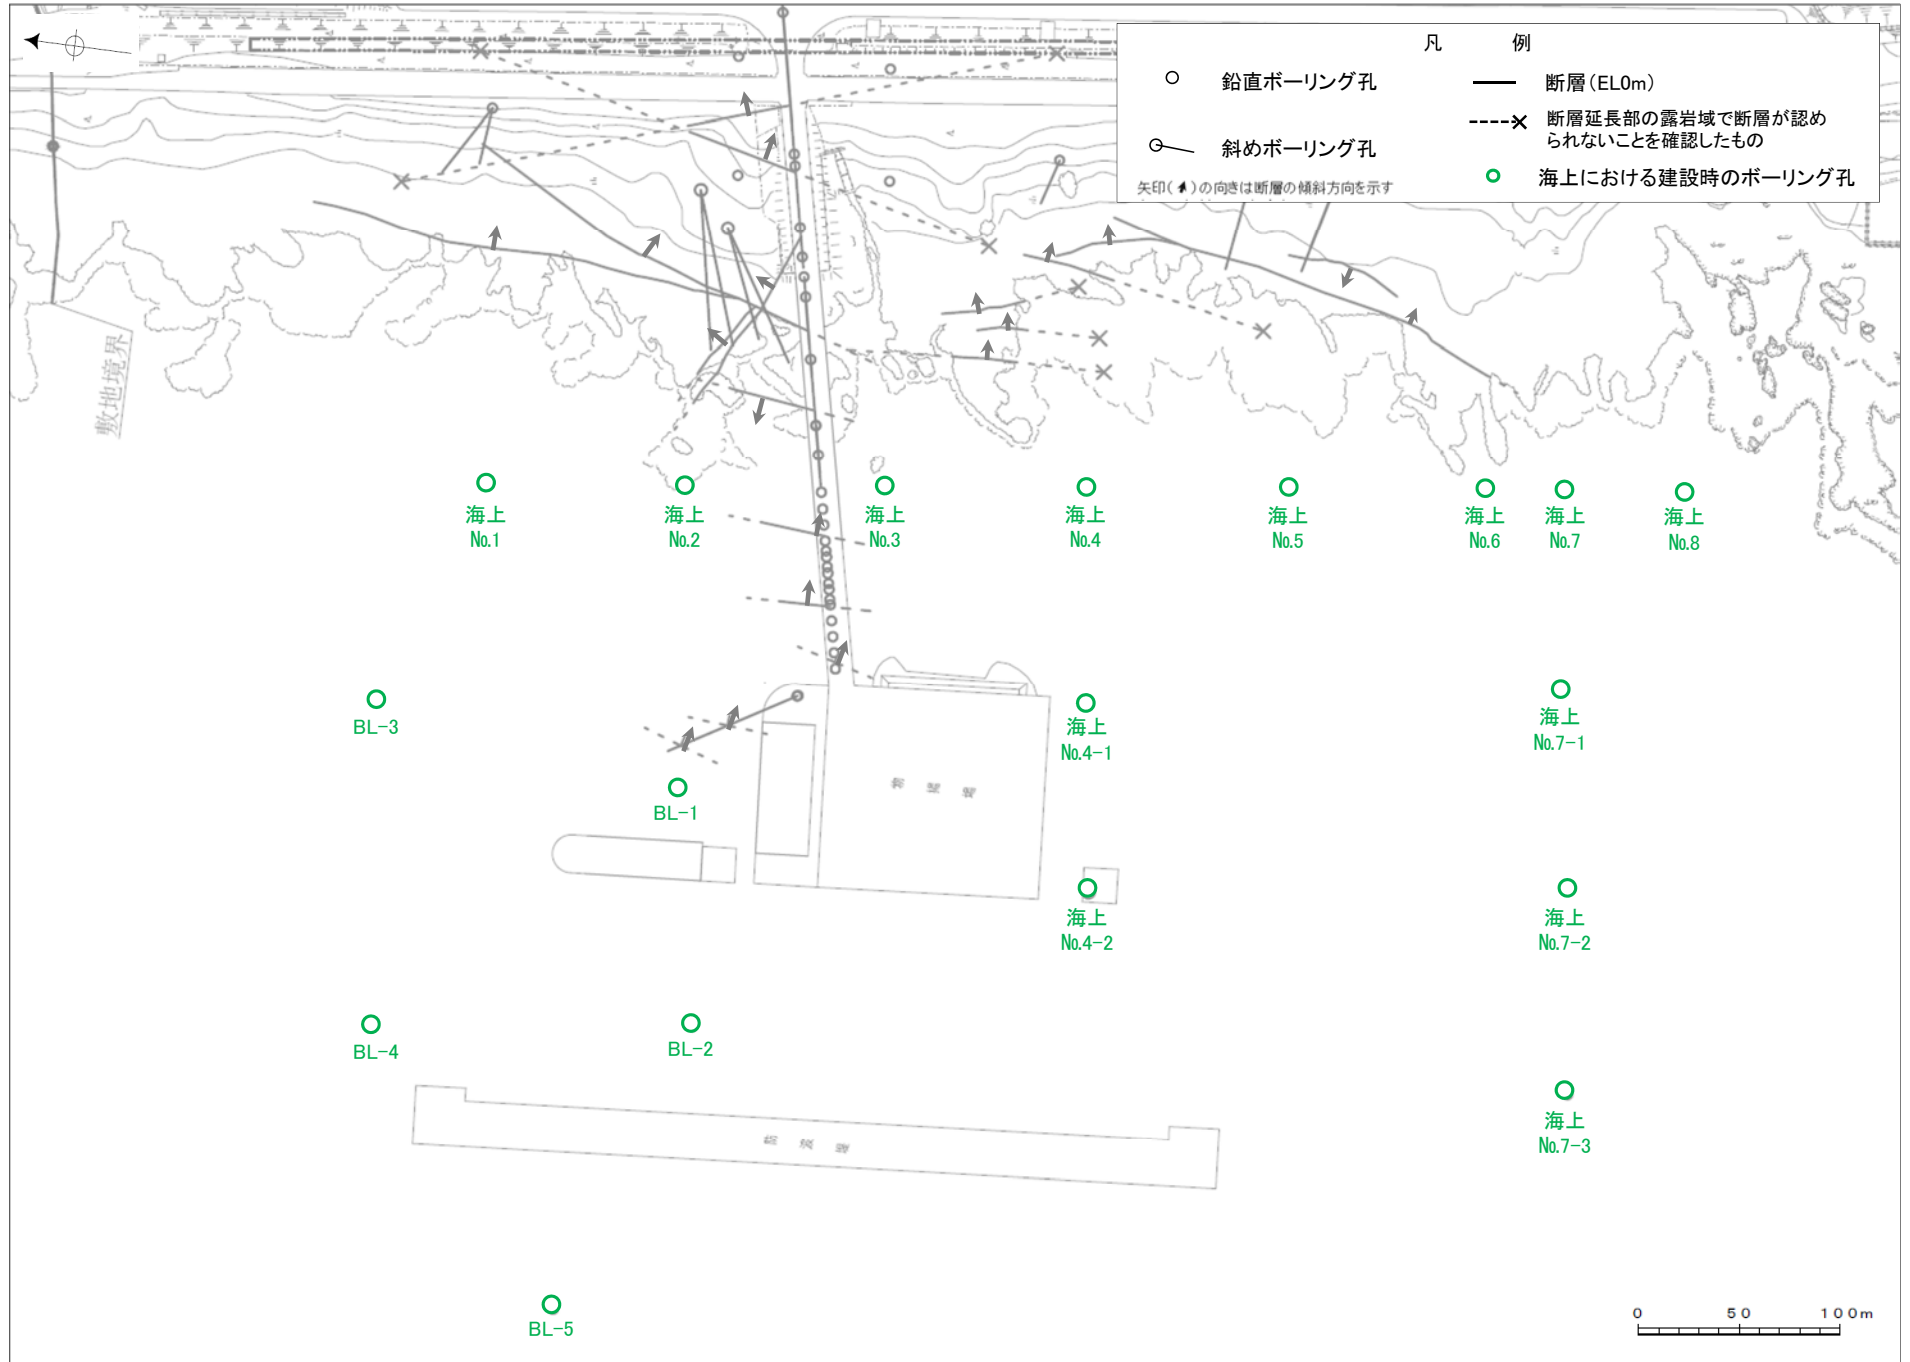 凡 例
鉛直ボーリング孔
断層(EL0m)
断層延長部の露岩域で断層が認め
られないことを確認したもの
斜めボーリング孔
海上における建設時のボーリング孔
矢印( )の向きは断層の傾斜方向を示す
敷地境界
海上
No.1
海上
No.2
海上
No.3
海上
No.4
海上
No.5
海上
No.6
海上
No.7
海上
No.8
BL-3
海上
No.4-1
海上
No.7-1
BL-1
海上
No.4-2
海上
No.7-2
BL-4
BL-2
海上
No.7-3
BL-5
0 50 100m